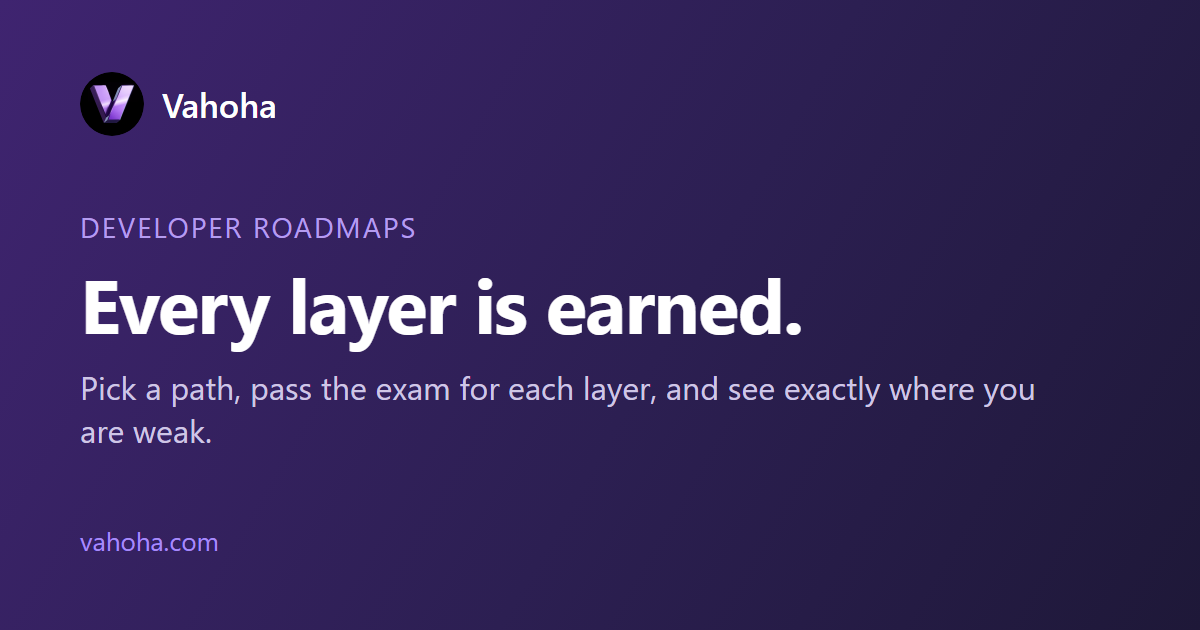 Vahoha
DEVELOPER ROADMAPS
Every layer is earned.
Pick a path, pass the exam for each layer, and see exactly where you
are weak.
vahoha.com